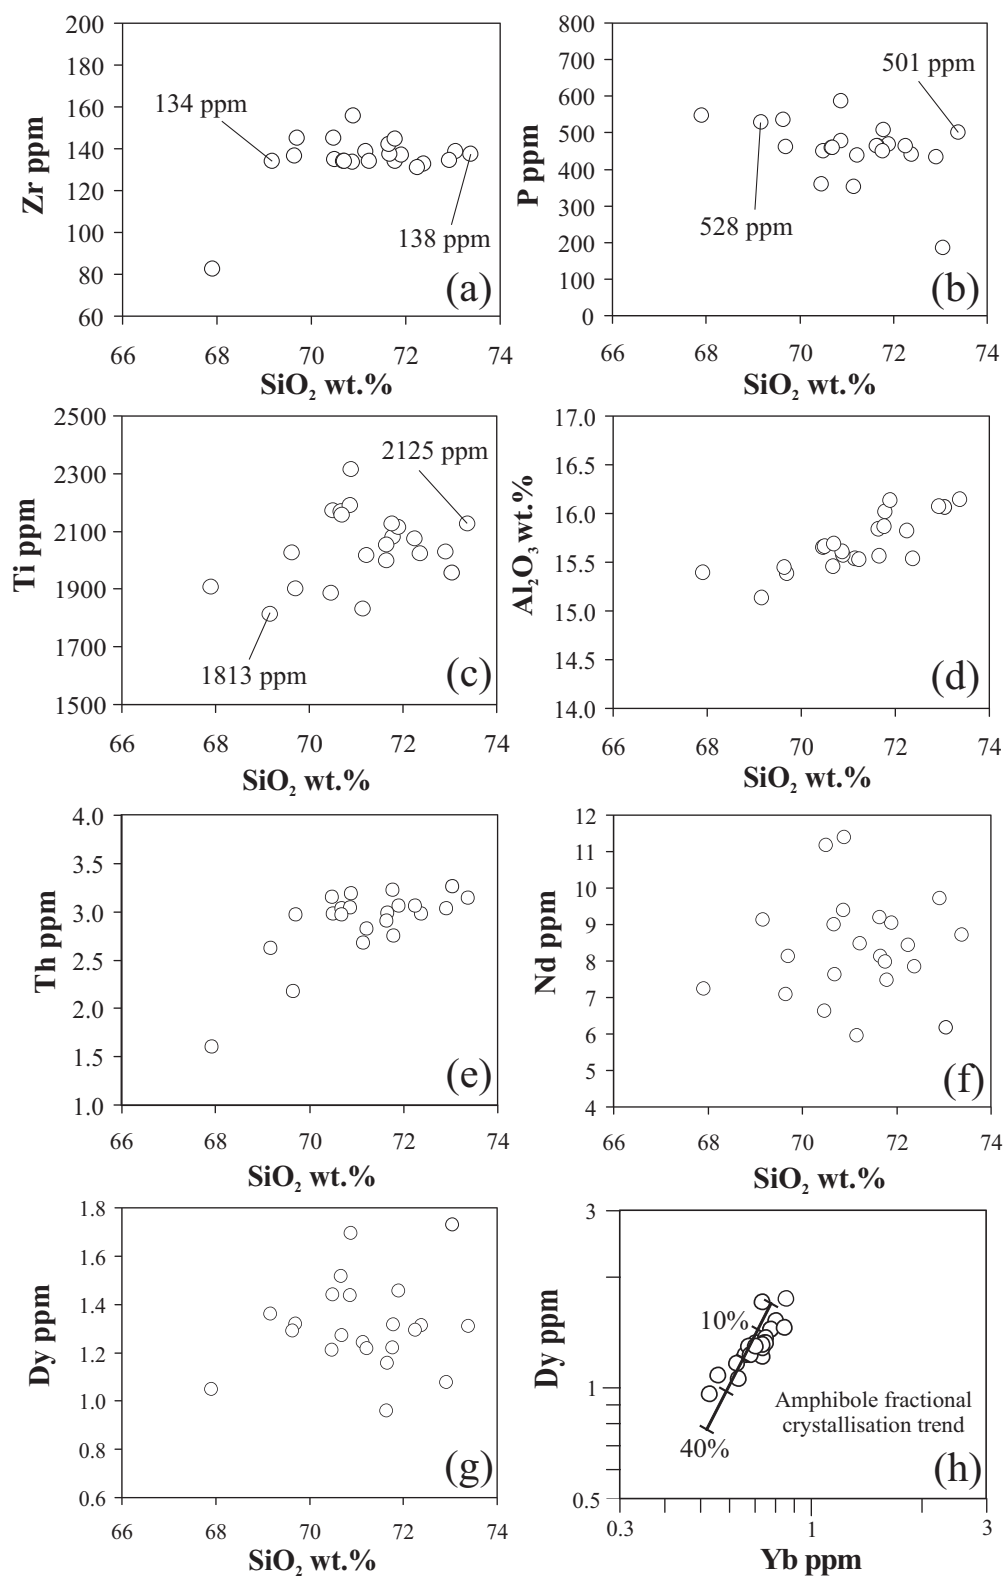 200
180
160
140
120
100
80
60
134 ppm
138 ppm
(a)
Zr ppm
66 68 70 72 74
SiO₂ wt.%
800
700
600
500
400
300
200
100
0
501 ppm
528 ppm
(b)
P ppm
66 68 70 72 74
SiO₂ wt.%
2500
2300
2100
1900
1700
1500
2125 ppm
1813 ppm
(c)
Ti ppm
66 68 70 72 74
SiO₂ wt.%
17.0
16.5
16.0
15.5
15.0
14.5
14.0
(d)
Al₂O₃ wt.%
66 68 70 72 74
SiO₂ wt.%
4.0
3.5
3.0
2.5
2.0
1.5
1.0
(e)
Th ppm
66 68 70 72 74
SiO₂ wt.%
12
11
10
9
8
7
6
5
4
(f)
Nd ppm
66 68 70 72 74
SiO₂ wt.%
1.8
1.6
1.4
1.2
1.0
0.8
0.6
(g)
Dy ppm
66 68 70 72 74
SiO₂ wt.%
3
1
0.5
10%
40%
Amphibole fractional
crystallisation trend
(h)
Dy ppm
0.3 1 3
Yb ppm